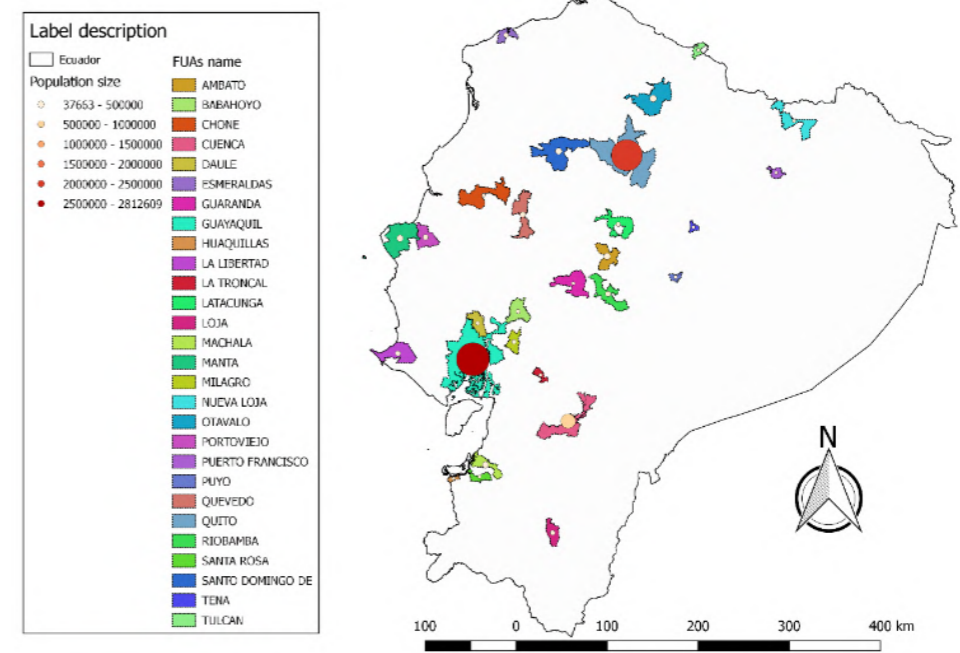 Label description
Ecuador
Population size
37663 - 500000
500000 - 1000000
1000000 - 1500000
1500000 - 2000000
2000000 - 2500000
2500000 - 2812609
FUAs name
AMBATO
BABAHOYO
CHONE
CUENCA
DAULE
ESMERALDAS
GUARANDA
GUAYAQUIL
HUAQUILLAS
LA LIBERTAD
LA TRONCAL
LATACUNGA
LOJA
MACHALA
MANTA
MILAGRO
NUEVA LOJA
OTAVALO
PORTOVIEJO
PUERTO FRANCISCO
PUYO
QUEVEDO
QUITO
RIOBAMBA
SANTA ROSA
SANTO DOMINGO DE
TENA
TULCAN
N
100 0 100 200 300 400 km